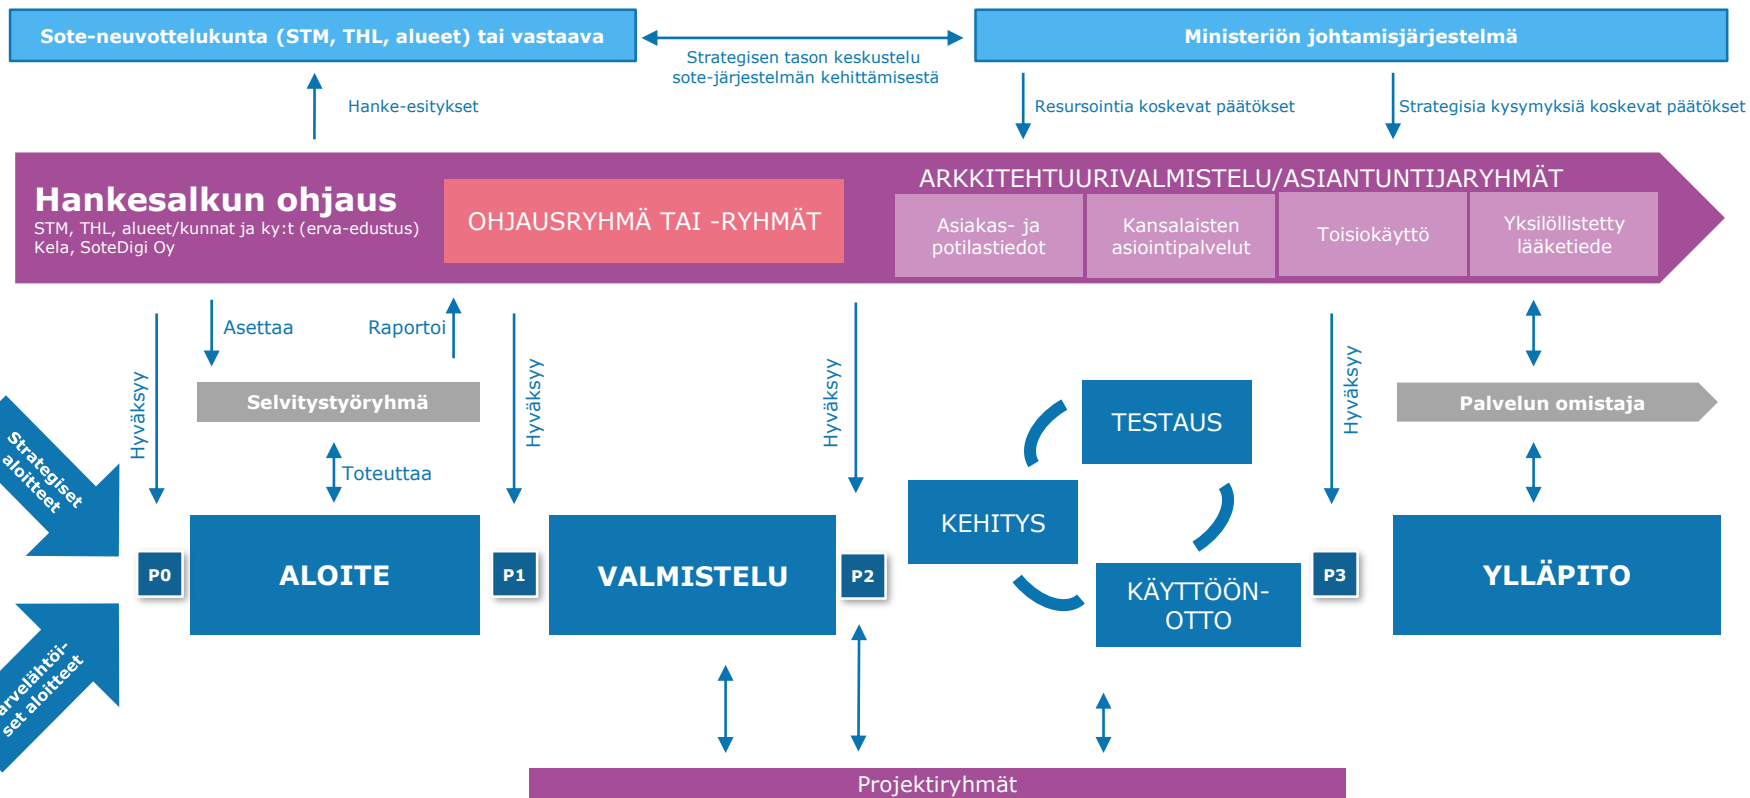 Sote-neuvottelukunta (STM, THL, alueet) tai vastaava
Strategisen tason keskustelu
sote-järjestelmän kehittämisestä
Ministeriön johtamisjärjestelmä
Hanke-esitykset
Resursointia koskevat päätökset
Strategisia kysymyksiä koskevat päätökset
Hankesalkun ohjaus
STM, THL, alueet/kunnat ja ky:t (erva-edustus)
Kela, SoteDigi Oy
OHJAUSRYHMÄ TAI -RYHMÄT
ARKKITEHTUURIVALMISTELU/ASIANTUNTIJARYHMÄT
Asiakas- ja
potilastiedot
Kansalaisten
asiointipalvelut
Toisiokäyttö
Yksilöllistetty
lääketiede
Hyväksyy
Asettaa
Raportoi
Hyväksyy
Hyväksyy
Hyväksyy
Selvitystyöryhmä
Toteuttaa
Palvelun omistaja
Strategiset
aloitteet
arvelähtöi-
set aloitteet
P0
ALOITE
P1
VALMISTELU
P2
KEHITYS
TESTAUS
KÄYTTÖÖN-
OTTO
P3
YLLÄPITO
Projektiryhmät